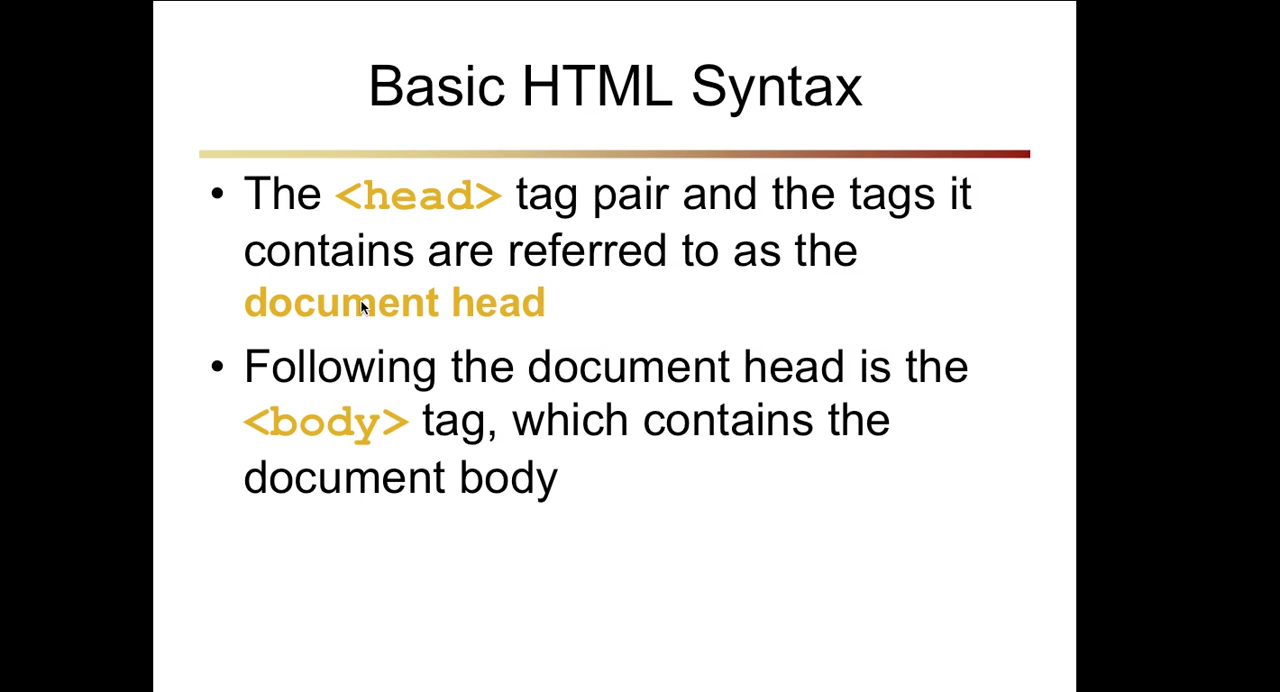 Basic HTML Syntax
• The <head> tag pair and the tags it
contains are referred to as the
document head
• Following the document head is the
<body> tag, which contains the
document body